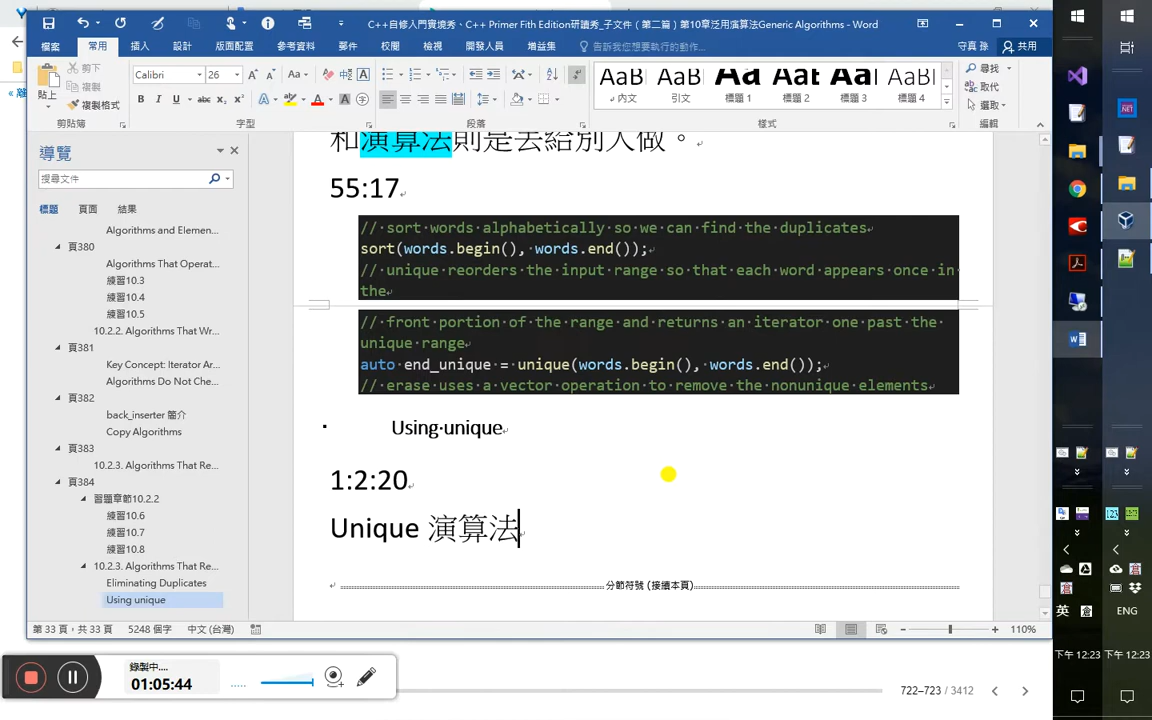 C++自修入門實境秀、C++ Primer Fith Edition研讀秀_子文件（第二篇）第10章泛用演算法Generic Algorithms - Word
檔案 常用 插入 設計 版面配置 參考資料 郵件 校閱 檢視 開發人員 增益集 告訴我您想要執行的動作... 守真 孫 共用
貼上 剪下 複製 複製格式
Calibri 26
AaBb AaBb AaBb AaBb AaBb AaBb
內文 引文 標題 1 標題 2 標題 3 標題 4
尋找 取代 選取
剪貼簿 字型 段落 樣式 編輯
導覽
搜尋文件
標題 頁面 結果
Algorithms and Elemen...
頁380
Algorithms That Operat...
練習10.3
練習10.4
練習10.5
10.2.2. Algorithms That Wr...
頁381
Key Concept: Iterator Ar...
Algorithms Do Not Che...
頁382
back_inserter 簡介
Copy Algorithms
頁383
10.2.3. Algorithms That Re...
頁384
習題章節10.2.2
練習10.6
練習10.7
練習10.8
10.2.3. Algorithms That Re...
Eliminating Duplicates
Using unique
和演算法則是丟給別人做。
55:17
// sort words alphabetically so we can find the duplicates
sort(words.begin(), words.end());
// unique reorders the input range so that each word appears once in
the
// front portion of the range and returns an iterator one past the
unique range
auto end_unique = unique(words.begin(), words.end());
// erase uses a vector operation to remove the nonunique elements
Using unique
1:2:20
Unique 演算法
分節符號 (接續本頁)
第 33 頁，共 33 頁 5248 個字 中文 (台灣) 110%
錄製中....
01:05:44
722–723 / 3412
英 倉 ENG
下午 12:23 下午 12:23